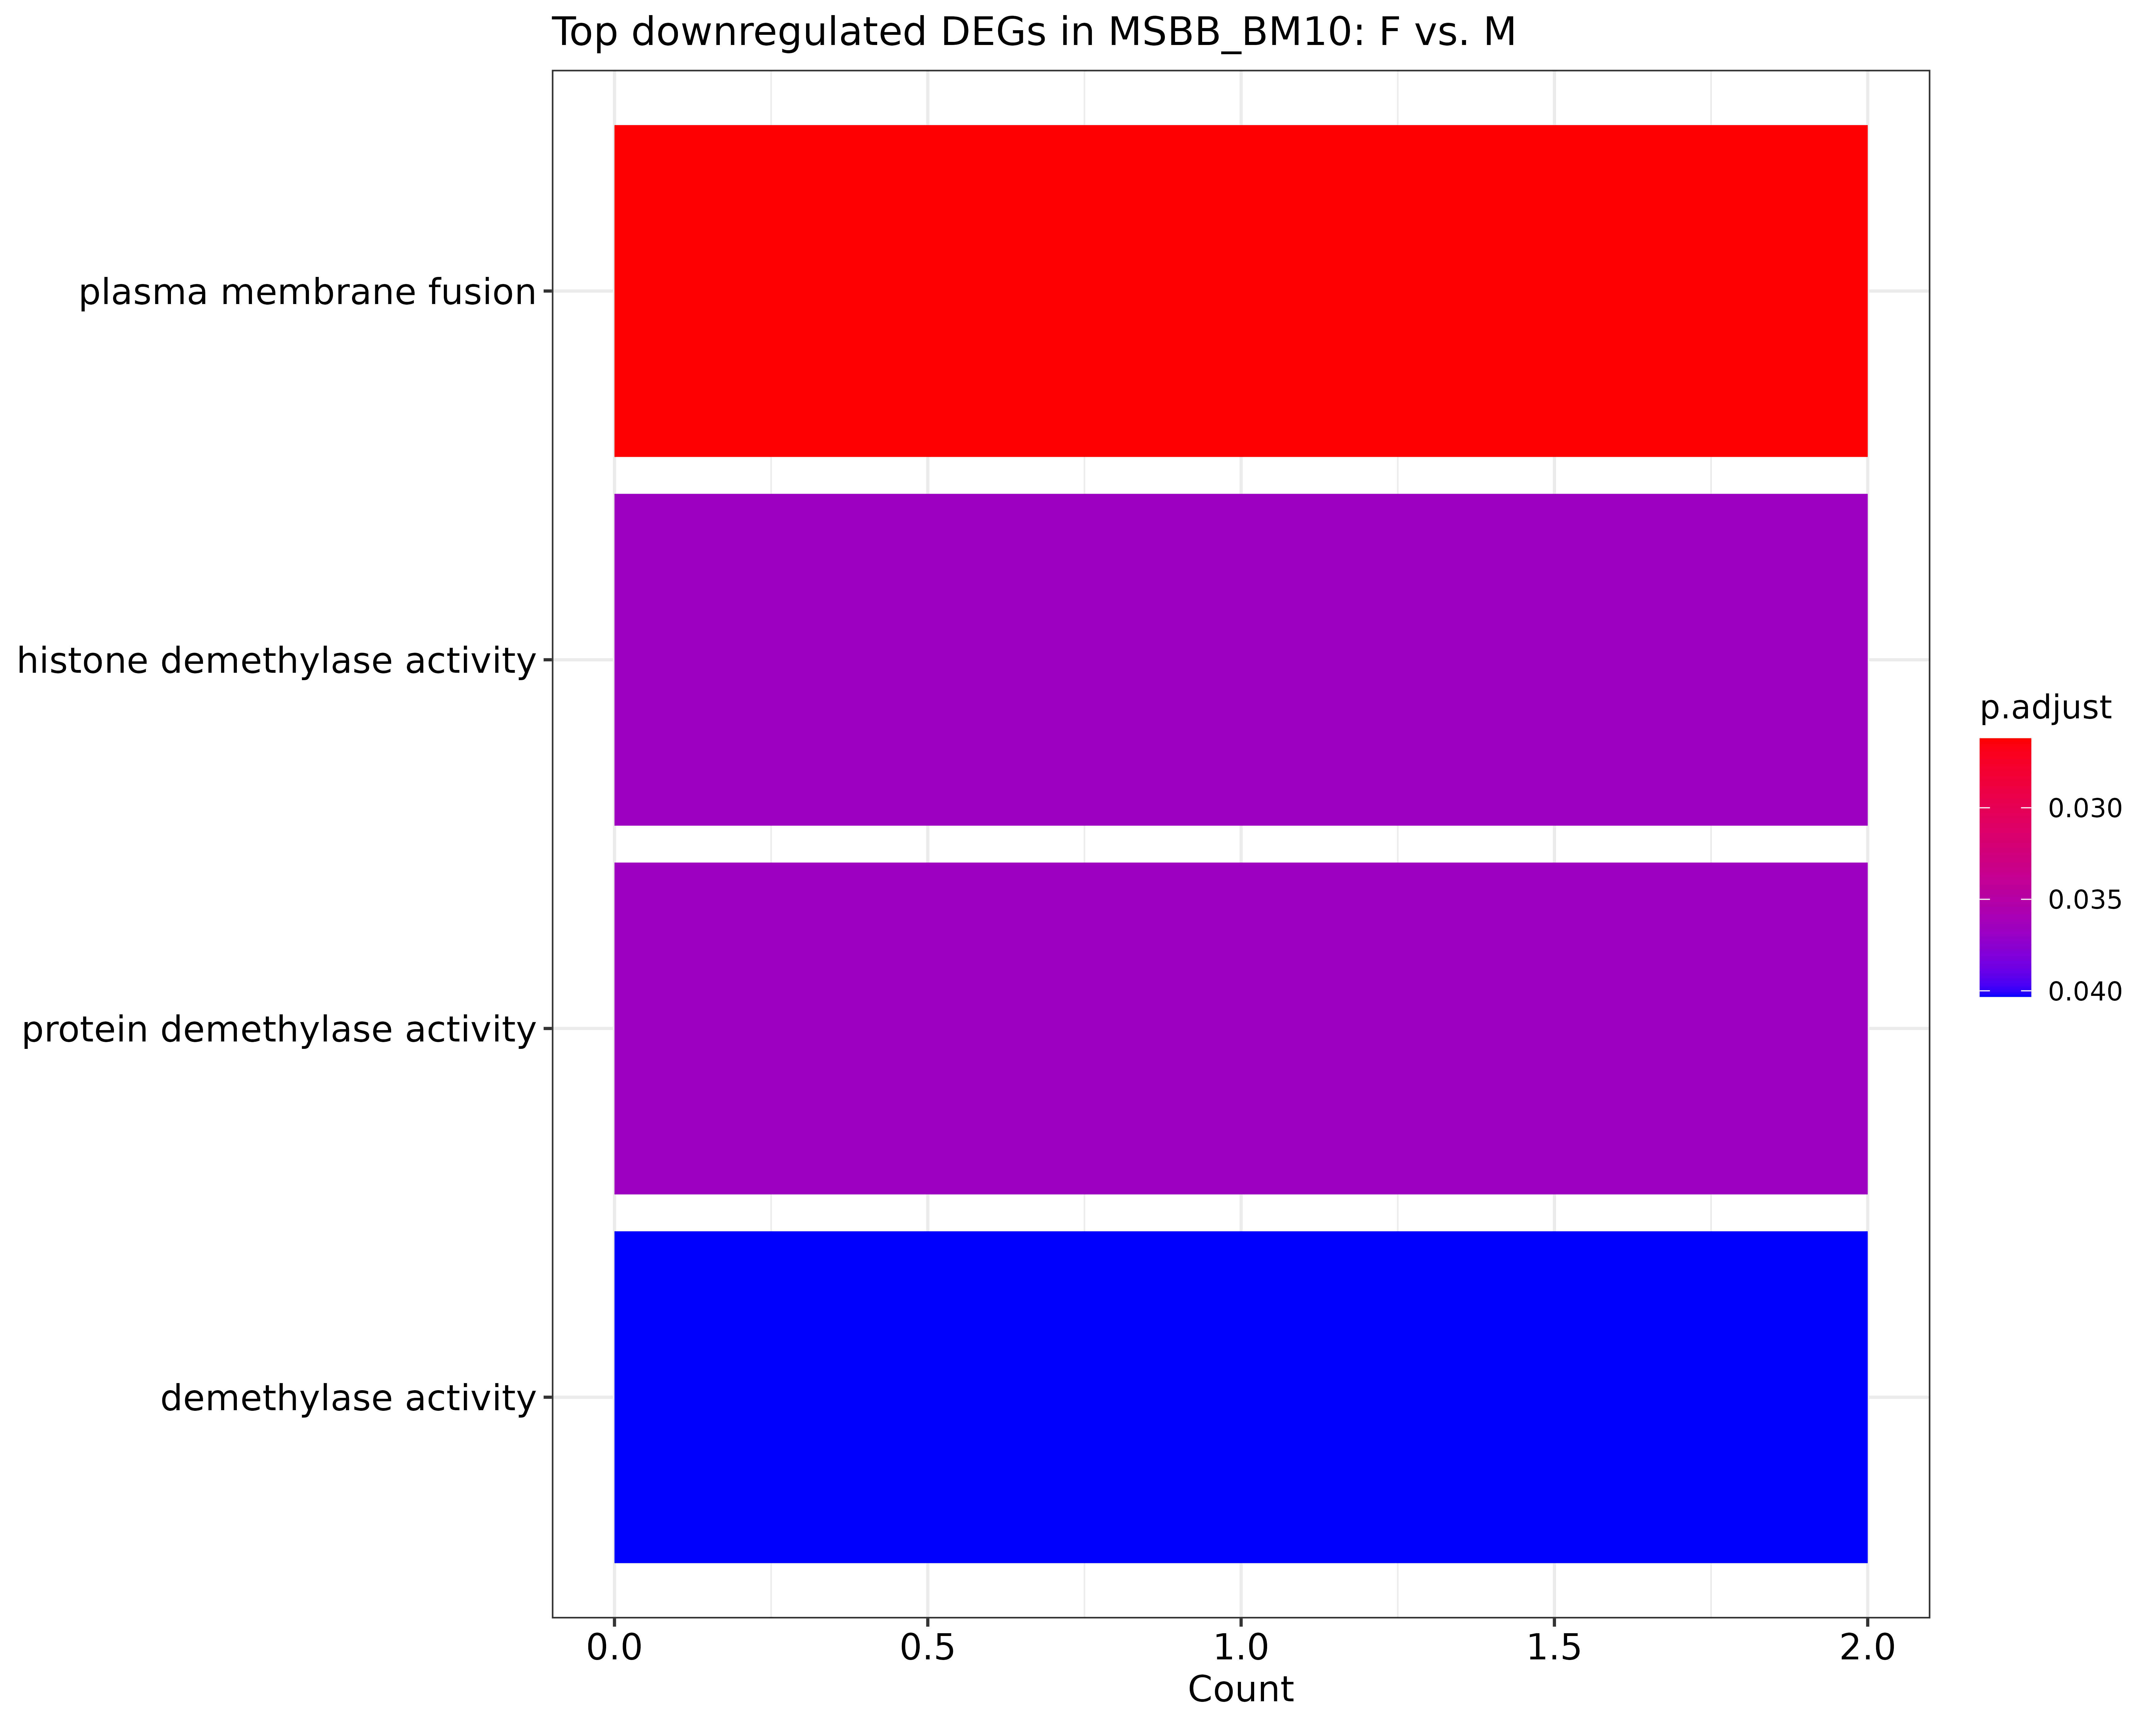 Top downregulated DEGs in MSBB_BM10: F vs. M
plasma membrane fusion
histone demethylase activity
protein demethylase activity
demethylase activity
p.adjust
0.030
0.035
0.040
0.0 0.5 1.0 1.5 2.0
Count